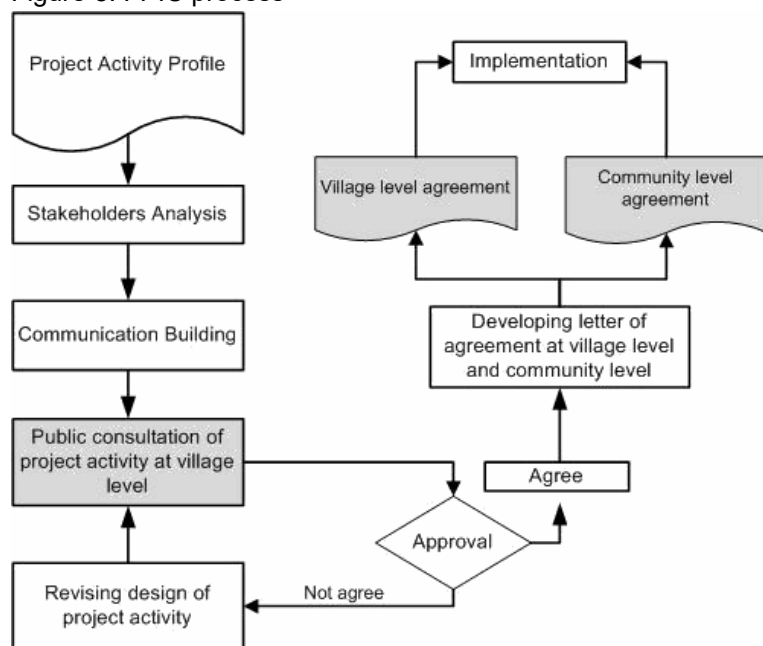 Figure process
Project Activity Profile
Stakeholders Analysis
Communication Building
Public consultation of
project activity at village
level
Revising design of
project activity
Not agree
Approval
Agree
Developing letter of
agreement at village level
and community level
Village level agreement
Community level
agreement
Implementation